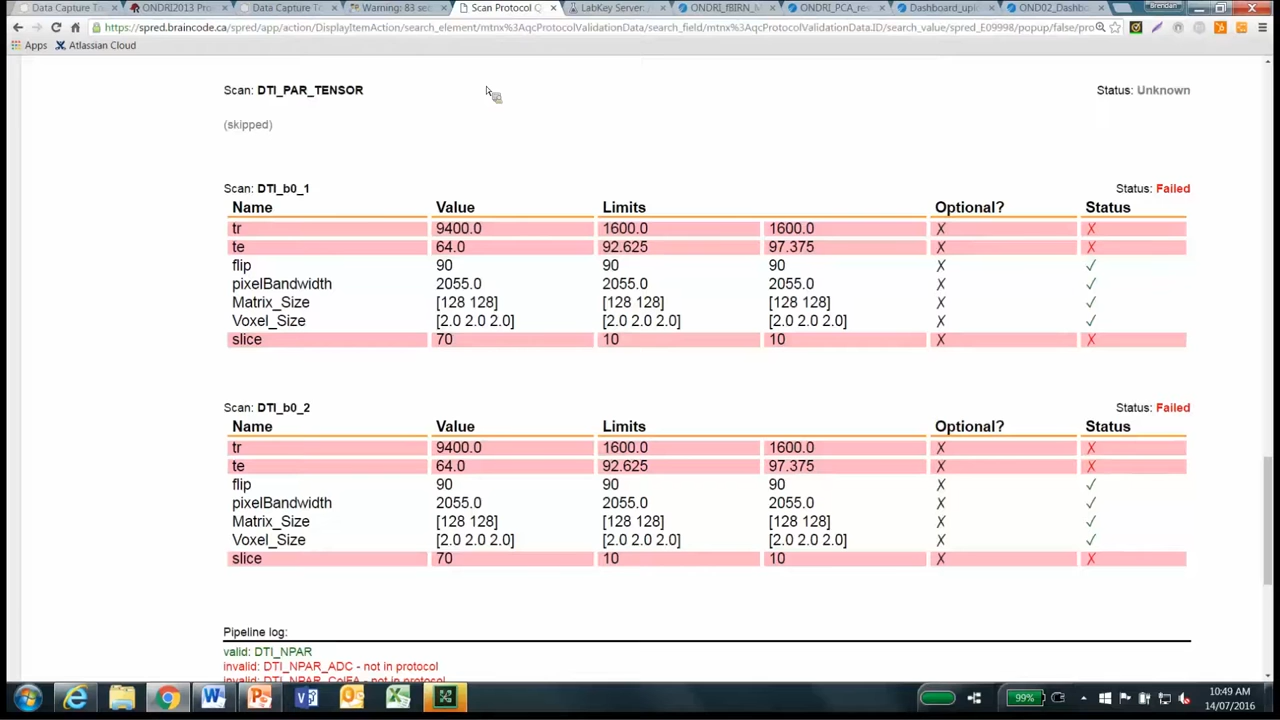 Data Capture To
ONDRI2013 Pro
Data Capture To
Warning: 83 se
Scan Protocol Q
LabKey Server:
ONDRI_fBIRN_M
ONDRI_PCA_res
Dashboard_uplo
OND02_Dashbo
Brendan
https://spred.braincode.ca/spred/app/action/DisplayItemAction/search_element/mtnx%3AqcProtocolValidationData/search_field/mtnx%3AqcProtocolValidationData.ID/search_value/spred_E09998/popup/false/pro
Apps Atlassian Cloud
Scan: DTI_PAR_TENSOR Status: Unknown
(skipped)
Scan: DTI_b0_1 Status: Failed
Name Value Limits Optional? Status
tr 9400.0 1600.0 1600.0 ✗ ✗
te 64.0 92.625 97.375 ✗ ✗
flip 90 90 90 ✗ ✓
pixelBandwidth 2055.0 2055.0 2055.0 ✗ ✓
Matrix_Size [128 128] [128 128] [128 128] ✗ ✓
Voxel_Size [2.0 2.0 2.0] [2.0 2.0 2.0] [2.0 2.0 2.0] ✗ ✓
slice 70 10 10 ✗ ✗
Scan: DTI_b0_2 Status: Failed
Name Value Limits Optional? Status
tr 9400.0 1600.0 1600.0 ✗ ✗
te 64.0 92.625 97.375 ✗ ✗
flip 90 90 90 ✗ ✓
pixelBandwidth 2055.0 2055.0 2055.0 ✗ ✓
Matrix_Size [128 128] [128 128] [128 128] ✗ ✓
Voxel_Size [2.0 2.0 2.0] [2.0 2.0 2.0] [2.0 2.0 2.0] ✗ ✓
slice 70 10 10 ✗ ✗
Pipeline log:
valid: DTI_NPAR
invalid: DTI_NPAR_ADC - not in protocol
invalid: DTI_NPAR_ColFA - not in protocol
99%
10:49 AM
14/07/2016